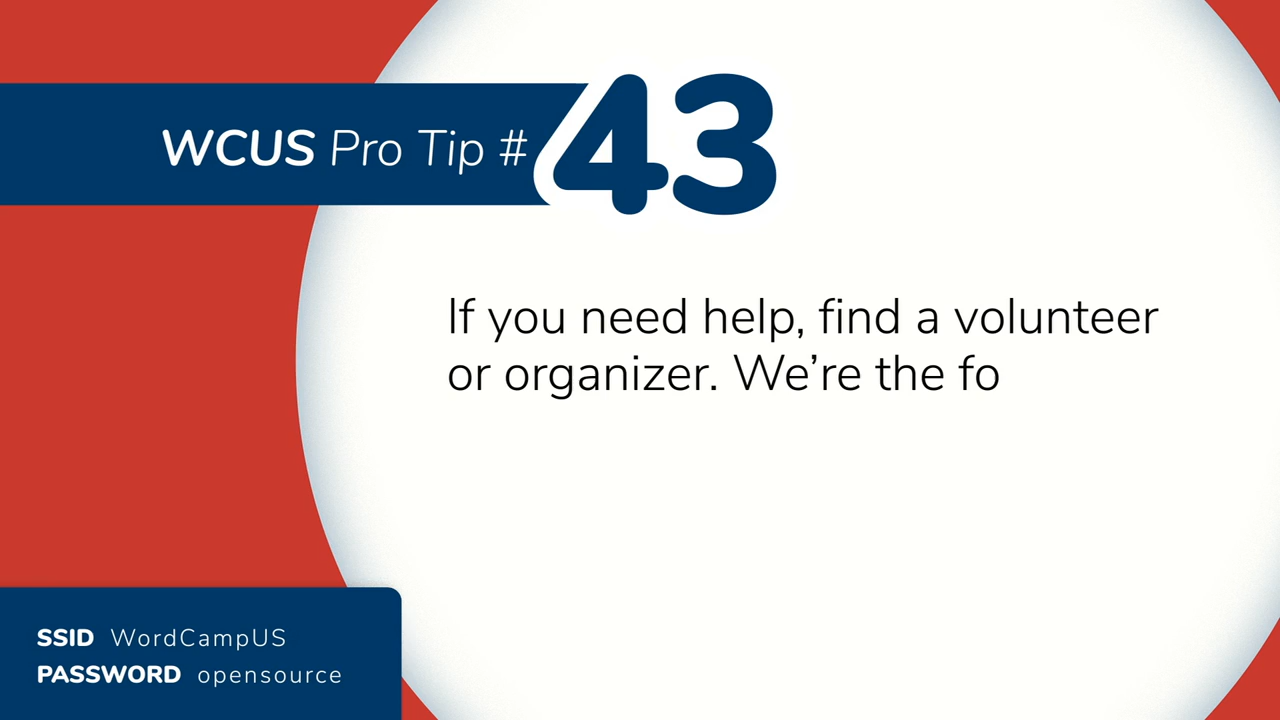 WCUS Pro Tip #43
If you need help, find a volunteer
or organizer. We’re the fo
SSID WordCampUS
PASSWORD opensource